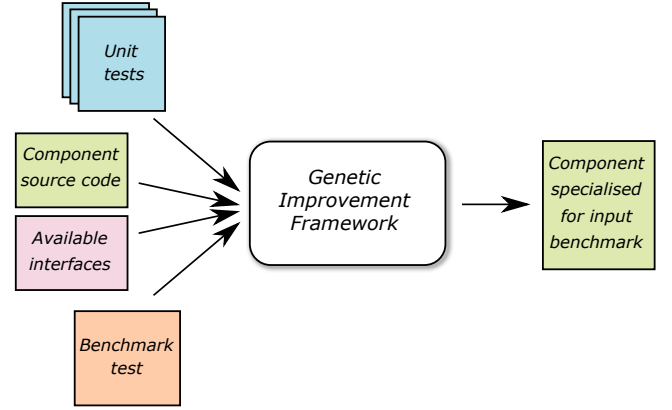 Unit
tests
Component
source code
Available
interfaces
Benchmark
test
Genetic
Improvement
Framework
Component
specialised
for input
benchmark